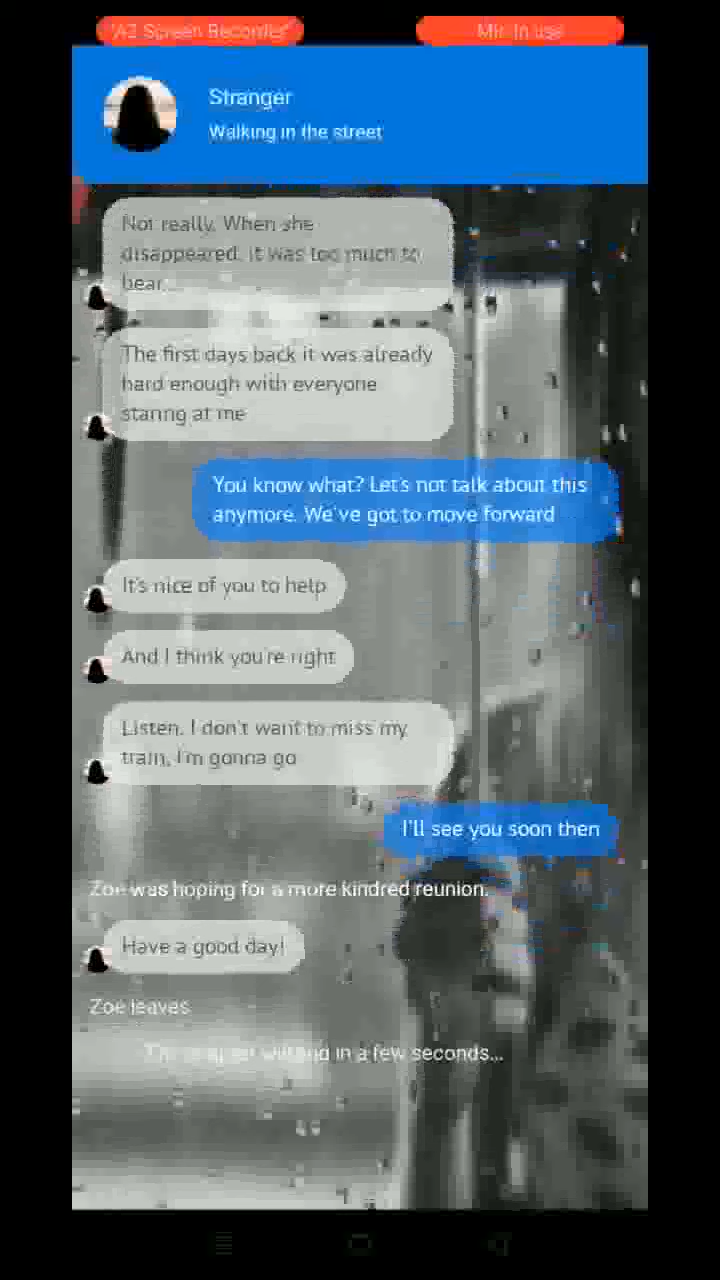 AZ Screen Recorder
Mic in use
Stranger
Walking in the street
Not really. When she
disappeared, it was too much to
bear...
The first days back it was already
hard enough with everyone
staring at me
You know what? Let's not talk about this
anymore. We've got to move forward
It's nice of you to help
And I think you're right
Listen, I don't want to miss my
train, I'm gonna go
I'll see you soon then
Zoe was hoping for a more kindred reunion.
Have a good day!
Zoe leaves
The chapter will end in a few seconds...